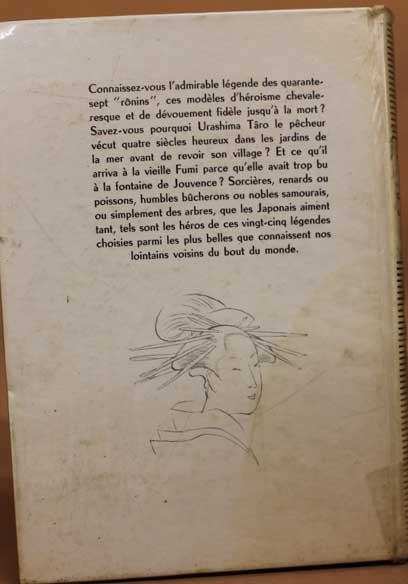 Connaissez-vous l'admirable légende des quarante-
sept "rônins", ces modèles d'héroisme chevale-
resque et de dévouement fidèle jusqu'à la mort ?
Savez-vous pourquoi Urashima Târo le pêcheur
vécut quatre siècles heureux dans les jardins de
la mer avant de revoir son village ? Et ce qu'il
arriva à la vieille Fumi parce qu'elle avait trop bu
à la fontaine de Jouvence ? Sorcières, renards ou
poissons, humbles bûcherons ou nobles samouraïs,
ou simplement des arbres, que les Japonais aiment
tant, tels sont les héros de ces vingt-cinq légendes
choisies parmi les plus belles que connaissent nos
lointains voisins du bout du monde.